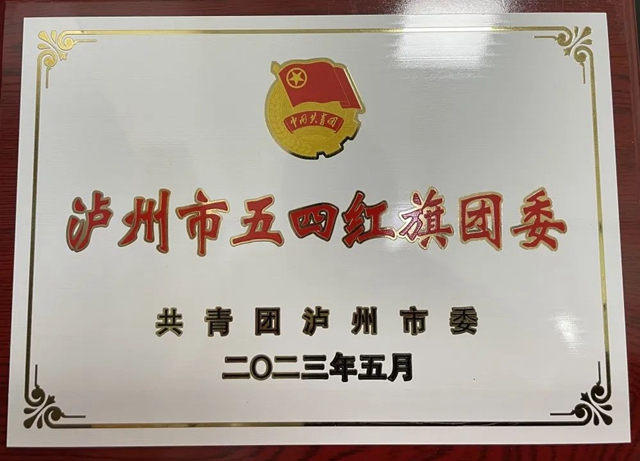 中国共青团
泸州市五四红旗团委
共青团泸州市委
二〇二三年五月